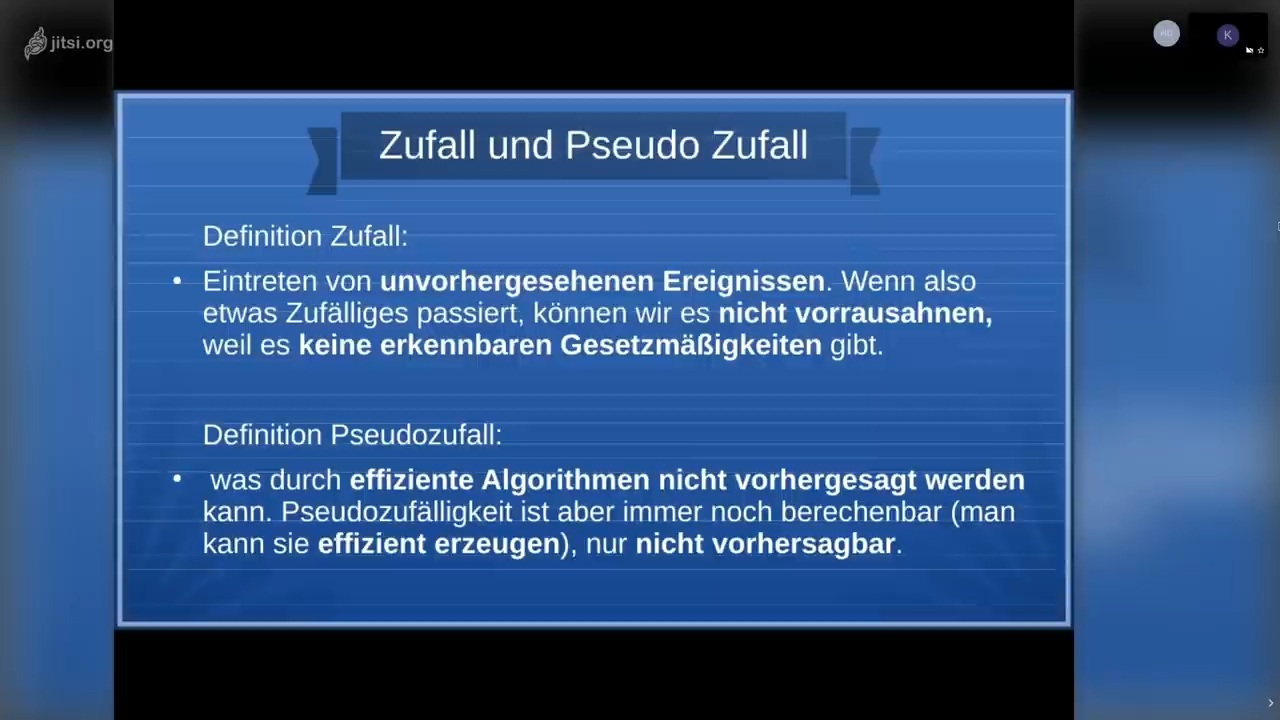 jitsi.org
HG
K
Zufall und Pseudo Zufall
Definition Zufall:
• Eintreten von unvorhergesehenen Ereignissen. Wenn also
etwas Zufälliges passiert, können wir es nicht vorrausahnen,
weil es keine erkennbaren Gesetzmäßigkeiten gibt.
Definition Pseudozufall:
• was durch effiziente Algorithmen nicht vorhergesagt werden
kann. Pseudozufälligkeit ist aber immer noch berechenbar (man
kann sie effizient erzeugen), nur nicht vorhersagbar.